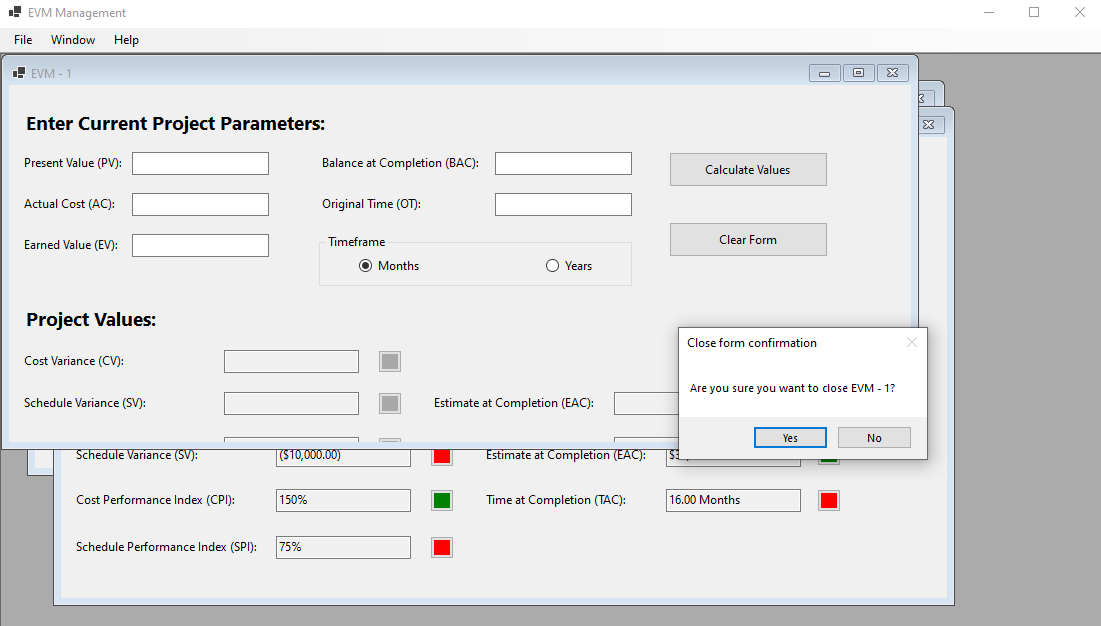 EVM Management
File Window Help
EVM - 1
Enter Current Project Parameters:
Present Value (PV): Balance at Completion (BAC): Calculate Values
Actual Cost (AC): Original Time (OT):
Earned Value (EV): Timeframe Clear Form
Months Years
Project Values:
Close form confirmation
Cost Variance (CV):
Are you sure you want to close EVM - 1?
Schedule Variance (SV): Estimate at Completion (EAC):
Yes No
Schedule Variance (SV): ($10,000.00) Estimate at Completion (EAC):
Cost Performance Index (CPI): 150% Time at Completion (TAC): 16.00 Months
Schedule Performance Index (SPI): 75%